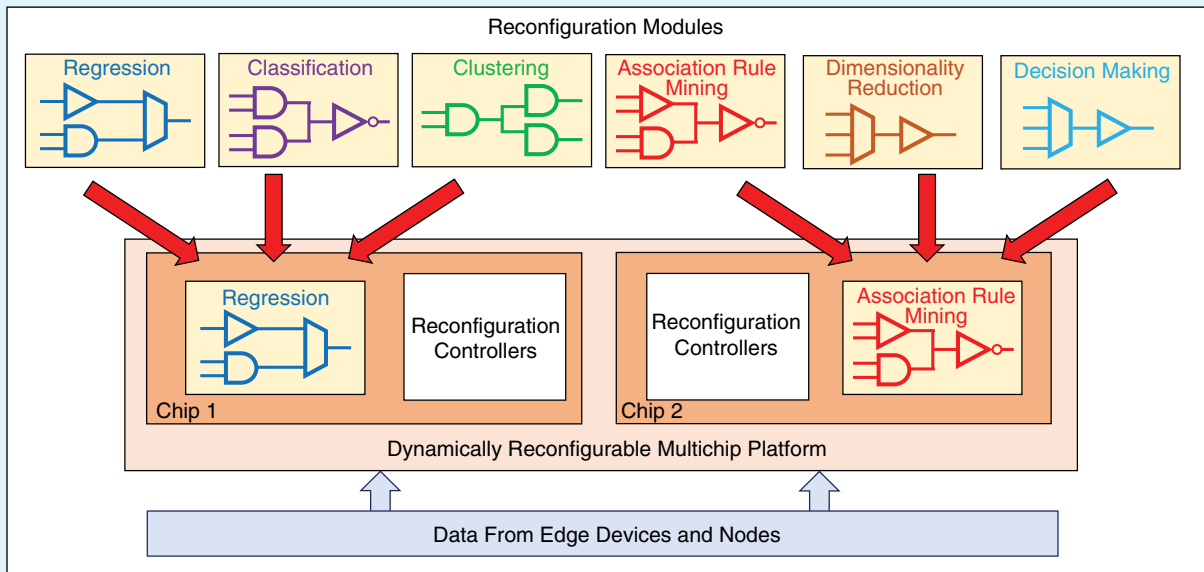 Reconfiguration Modules
Regression
Classification
Clustering
Association Rule
Mining
Dimensionality
Reduction
Decision Making
Regression
Reconfiguration
Controllers
Chip 1
Reconfiguration
Controllers
Association Rule
Mining
Chip 2
Dynamically Reconfigurable Multichip Platform
Data From Edge Devices and Nodes